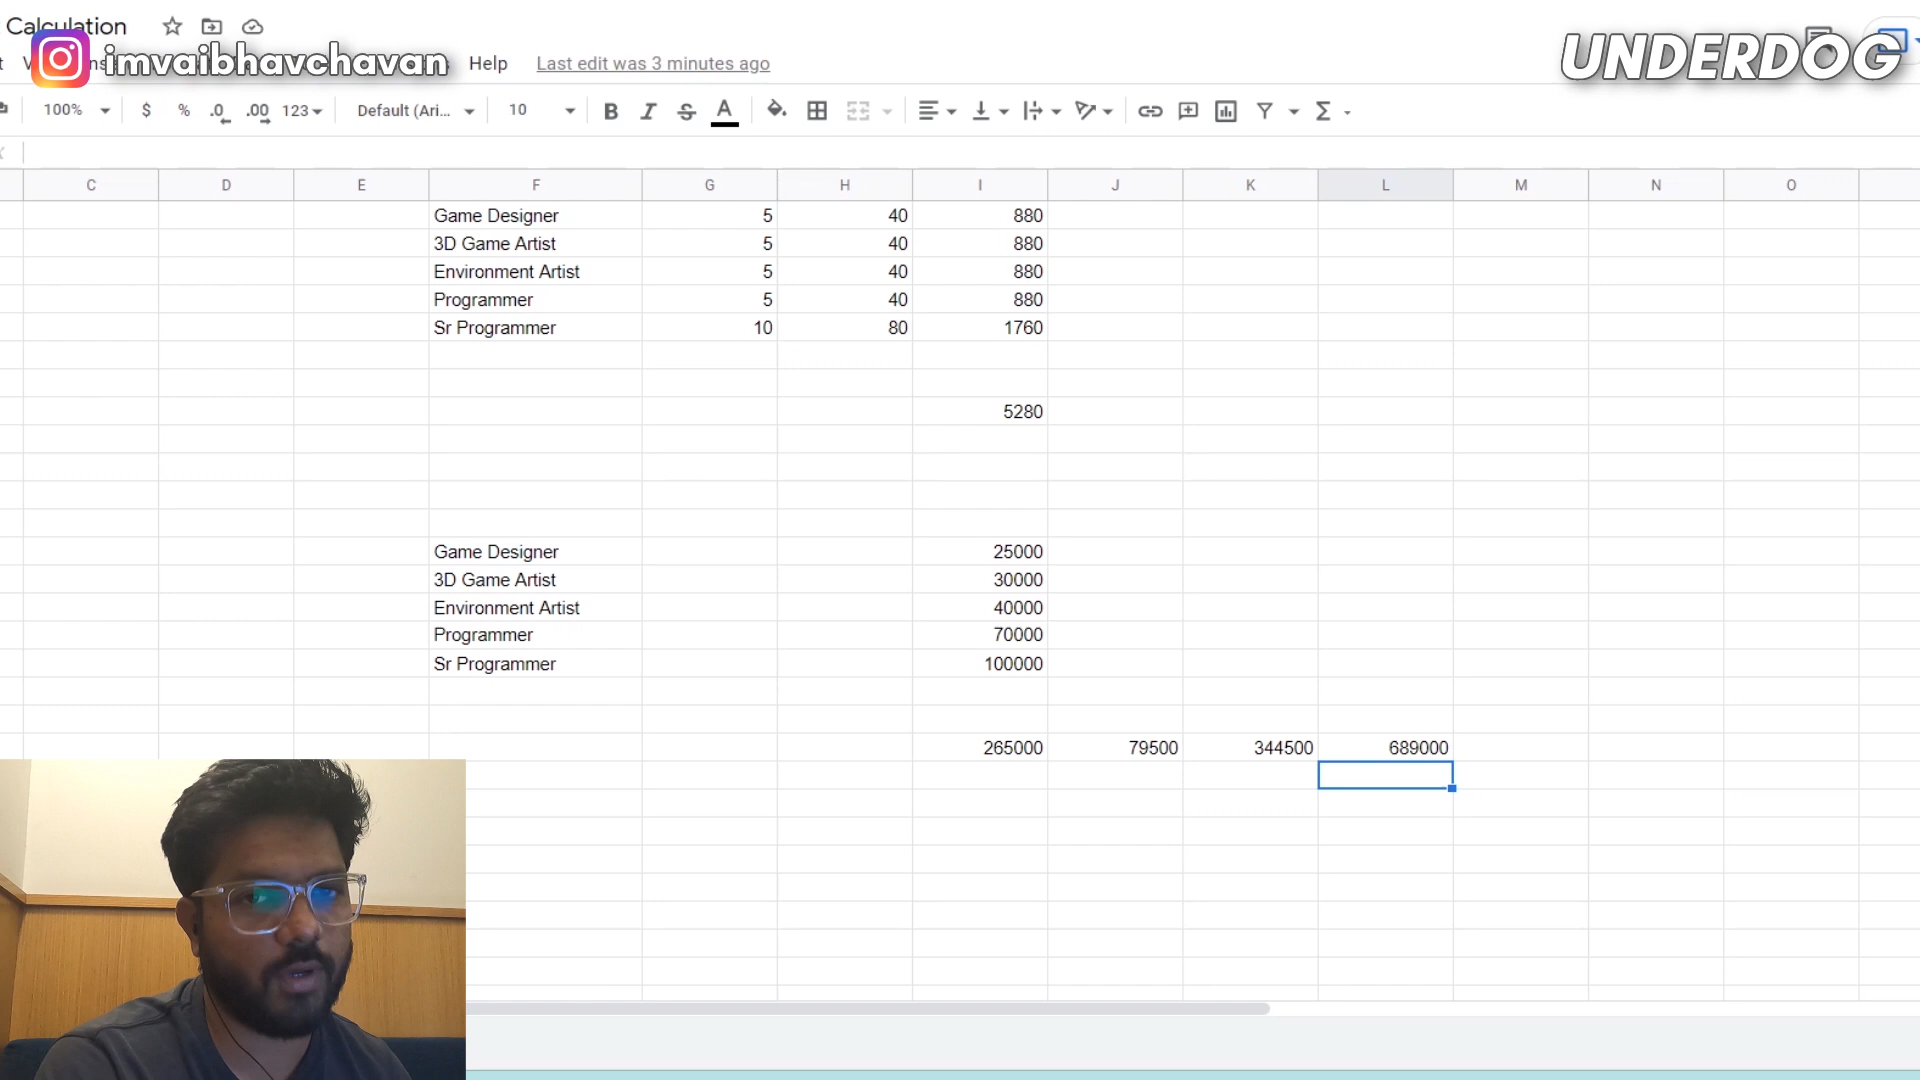 Calculation
imvaibhavchavan
Help
Last edit was 3 minutes ago
UNDERDOG
100% $ % .0 .00 123 Default (Ari... 10 B I S A Σ
C D E F G H I J K L M N O
Game Designer 5 40 880
3D Game Artist 5 40 880
Environment Artist 5 40 880
Programmer 5 40 880
Sr Programmer 10 80 1760
5280
Game Designer 25000
3D Game Artist 30000
Environment Artist 40000
Programmer 70000
Sr Programmer 100000
265000 79500 344500 689000